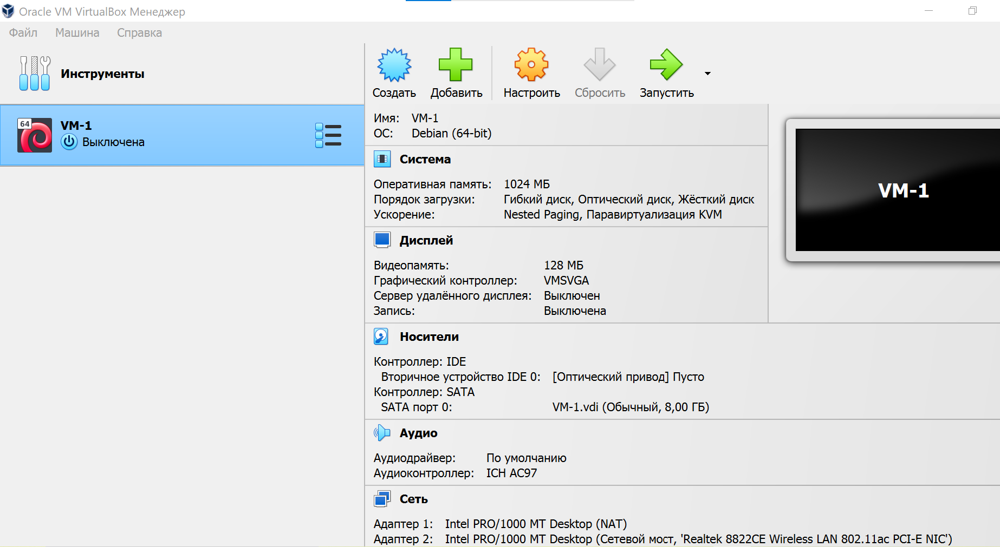 Oracle VM VirtualBox Менеджер
Файл Машина Справка
Инструменты
Создать Добавить Настроить Сбросить Запустить
64
VM-1
Выключена
Имя: VM-1
ОС: Debian (64-bit)
Система
Оперативная память: 1024 МБ
Порядок загрузки: Гибкий диск, Оптический диск, Жёсткий диск
Ускорение: Nested Paging, Паравиртуализация KVM
VM-1
Дисплей
Видеопамять: 128 МБ
Графический контроллер: VMSVGA
Сервер удалённого дисплея: Выключен
Запись: Выключена
Носители
Контроллер: IDE
Вторичное устройство IDE 0: [Оптический привод] Пусто
Контроллер: SATA
SATA порт 0: VM-1.vdi (Обычный, 8,00 ГБ)
Аудио
Аудиодрайвер: По умолчанию
Аудиоконтроллер: ICH AC97
Сеть
Адаптер 1: Intel PRO/1000 MT Desktop (NAT)
Адаптер 2: Intel PRO/1000 MT Desktop (Сетевой мост, 'Realtek 8822CE Wireless LAN 802.11ac PCI-E NIC')